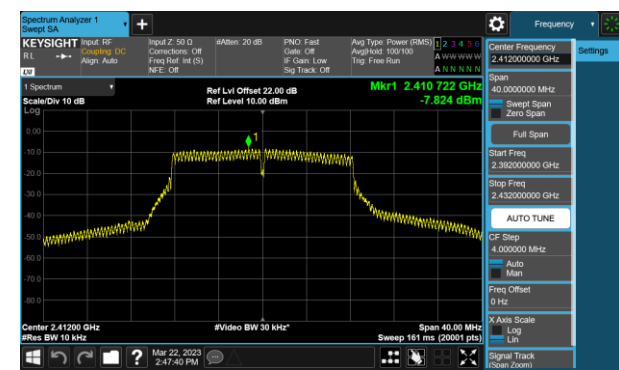 Spectrum Analyzer 1
Swept SA
+
Frequency
KEYSIGHT
RL
LXI
Input: RF
Coupling: DC
Align: Auto
Input Z: 50 Ω
Corrections: Off
Freq Ref: Int (S)
NFE: Off
#Atten: 20 dB
PNO: Fast
Gate: Off
IF Gain: Low
Sig Track: Off
Avg Type: Power (RMS)
Avg|Hold: 100/100
Trig: Free Run
1 2 3 4 5 6
A W W W W W
A N N N N N
Center Frequency
2.412000000 GHz
Settings
1 Spectrum
Scale/Div 10 dB
Log
Ref Lvl Offset 22.00 dB
Ref Level 10.00 dBm
Mkr1 2.410 722 GHz
-7.824 dBm
Span
40.0000000 MHz
Swept Span
Zero Span
Full Span
Start Freq
2.392000000 GHz
Stop Freq
2.432000000 GHz
AUTO TUNE
CF Step
4.000000 MHz
Auto
Man
Freq Offset
0 Hz
X Axis Scale
Log
Lin
Signal Track
(Span Zoom)
1
0.00
-10.0
-20.0
-30.0
-40.0
-50.0
-60.0
-70.0
-80.0
Center 2.41200 GHz
#Res BW 10 kHz
#Video BW 30 kHz*
Span 40.00 MHz
Sweep 161 ms (20001 pts)
?
Mar 22, 2023
2:47:40 PM